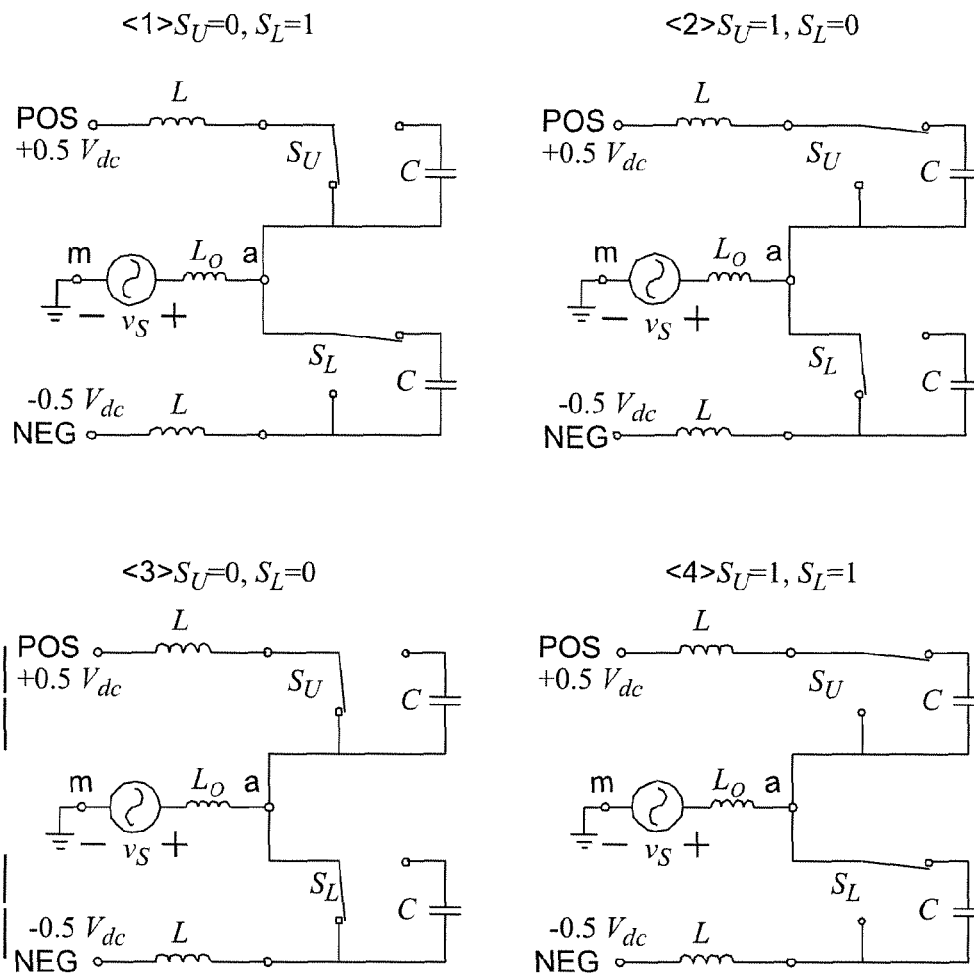 <1>S_U=0, S_L=1
L
POS
+0.5 V_dc
S_U
C
m
L_O
a
− v_S +
S_L
C
-0.5 V_dc
L
NEG
<2>S_U=1, S_L=0
L
POS
+0.5 V_dc
S_U
C
m
L_O
a
− v_S +
S_L
C
-0.5 V_dc
L
NEG
<3>S_U=0, S_L=0
L
POS
+0.5 V_dc
S_U
C
m
L_O
a
− v_S +
S_L
C
-0.5 V_dc
L
NEG
<4>S_U=1, S_L=1
L
POS
+0.5 V_dc
S_U
C
m
L_O
a
− v_S +
S_L
C
-0.5 V_dc
L
NEG